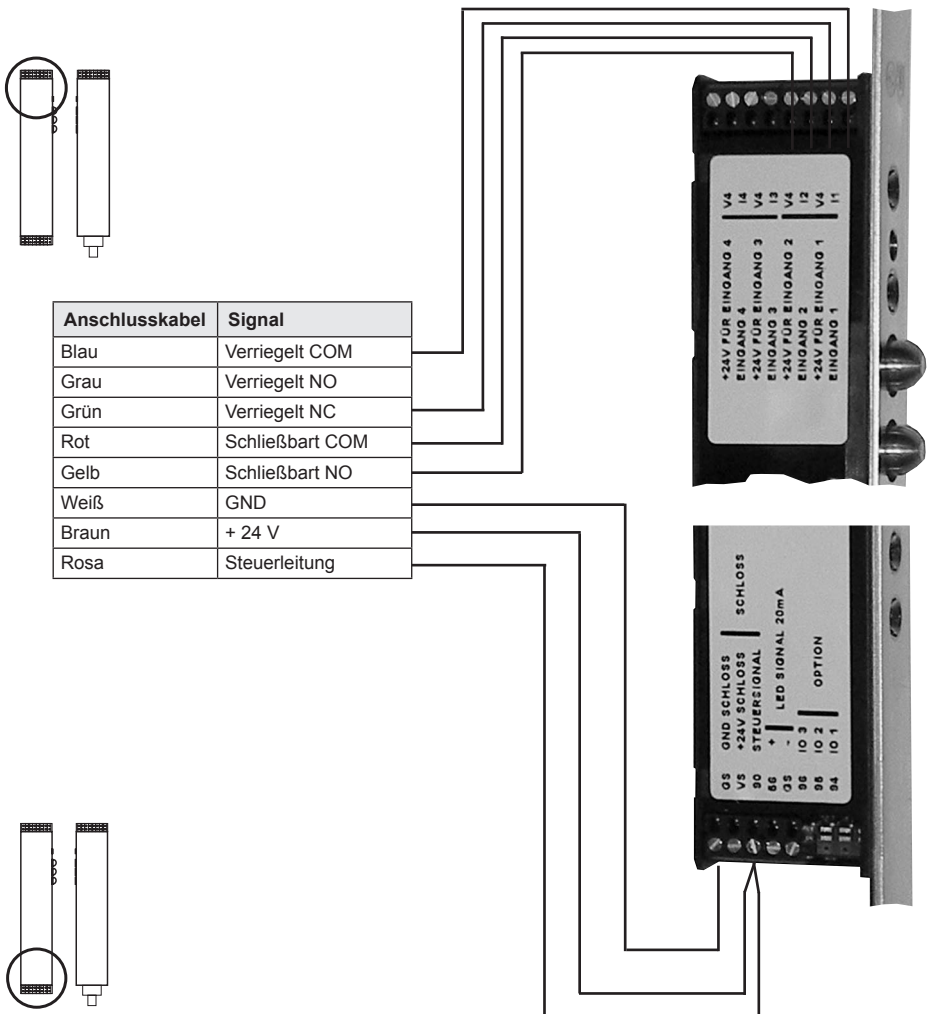 V4
I4
V4
I3
V4
I2
V4
I1
+24V FÜR EINGANG 4
EINGANG 4
+24V FÜR EINGANG 3
EINGANG 3
+24V FÜR EINGANG 2
EINGANG 2
+24V FÜR EINGANG 1
EINGANG 1
Anschlusskabel Signal
Blau Verriegelt COM
Grau Verriegelt NO
Grün Verriegelt NC
Rot Schließbart COM
Gelb Schließbart NO
Weiß GND
Braun + 24 V
Rosa Steuerleitung
GS GND SCHLOSS
VS +24V SCHLOSS
90 STEUERSIGNAL
SCHLOSS
56 +
GS -
LED SIGNAL 20mA
96 IO 3
95 IO 2
94 IO 1
OPTION